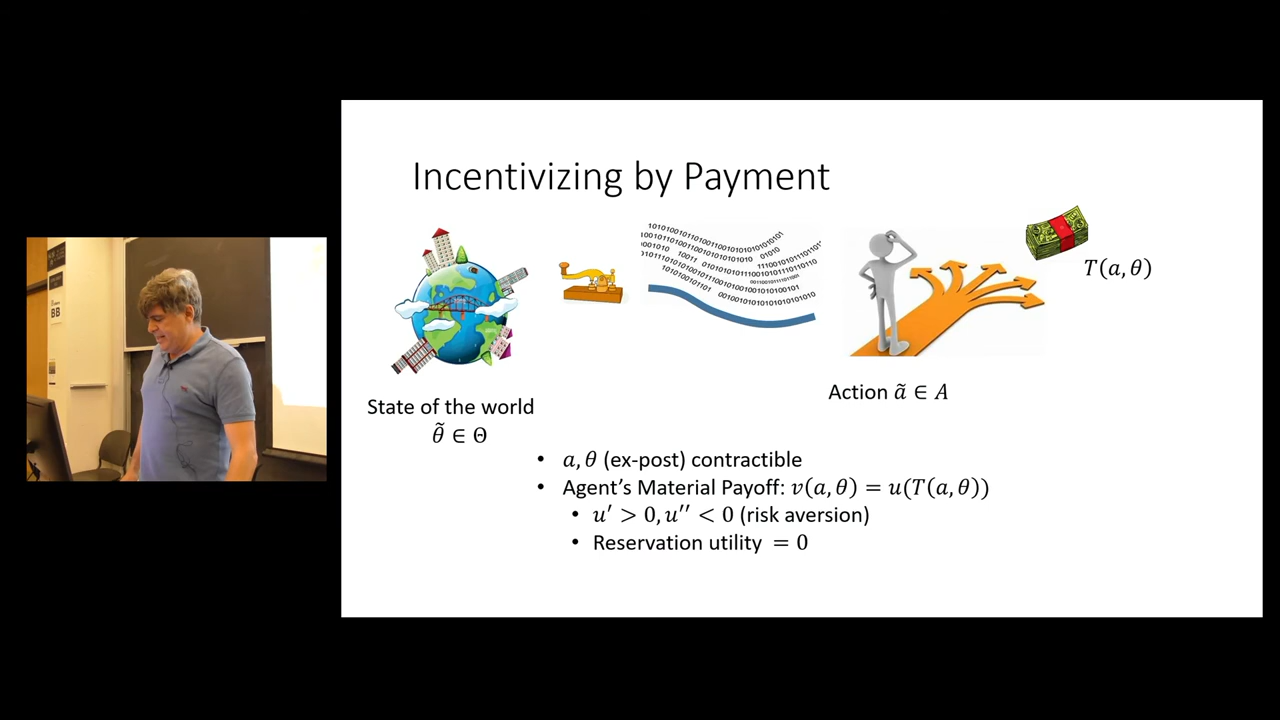 Incentivizing by Payment
T(a, θ)
Action ã ∈ A
State of the world
θ̃ ∈ Θ
• a, θ (ex-post) contractible
• Agent's Material Payoff: v(a, θ) = u(T(a, θ))
• u′ > 0, u′′ < 0 (risk aversion)
• Reservation utility = 0
BB